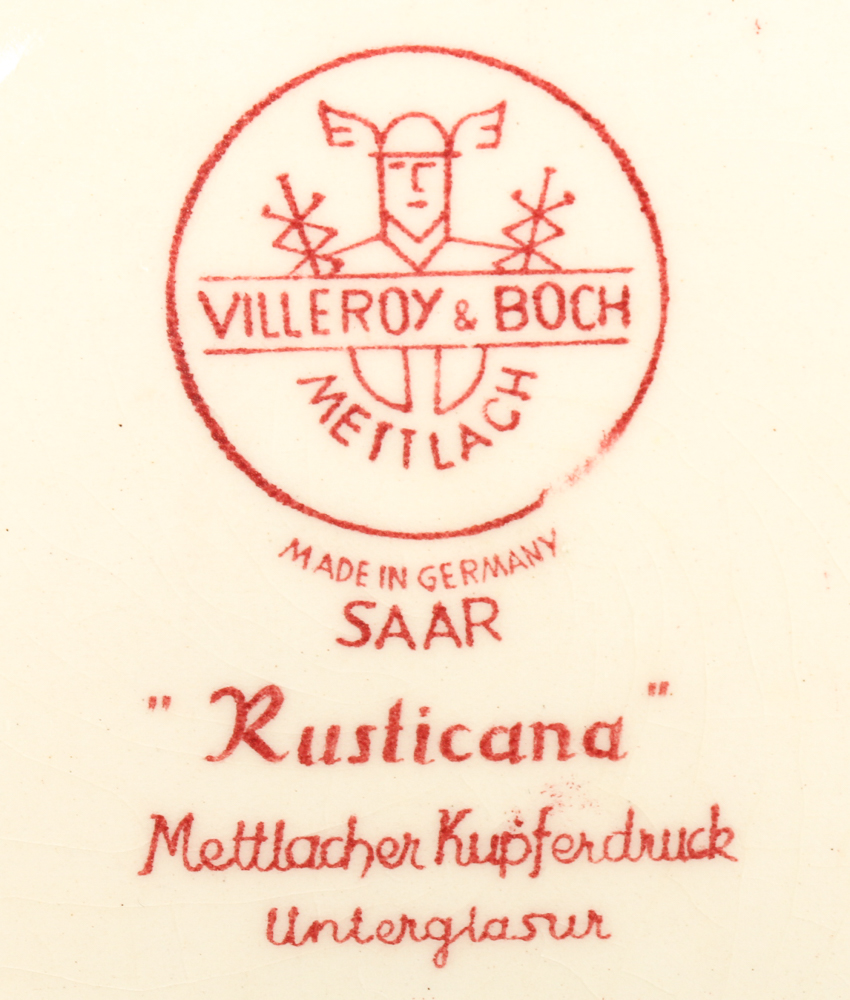 VILLEROY & BOCH
METTLACH
MADE IN GERMANY
SAAR
"Rusticana"
Mettlacher Kupferdruck
Unterglasur